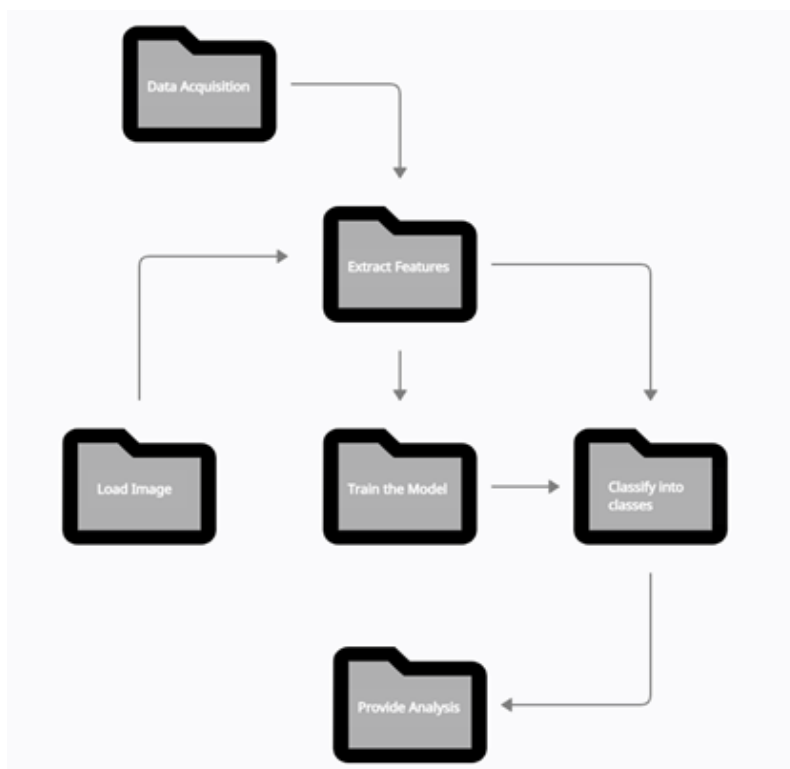 Data Acquisition
Extract Features
Load Image
Train the Model
Classify into
classes
Provide Analysis